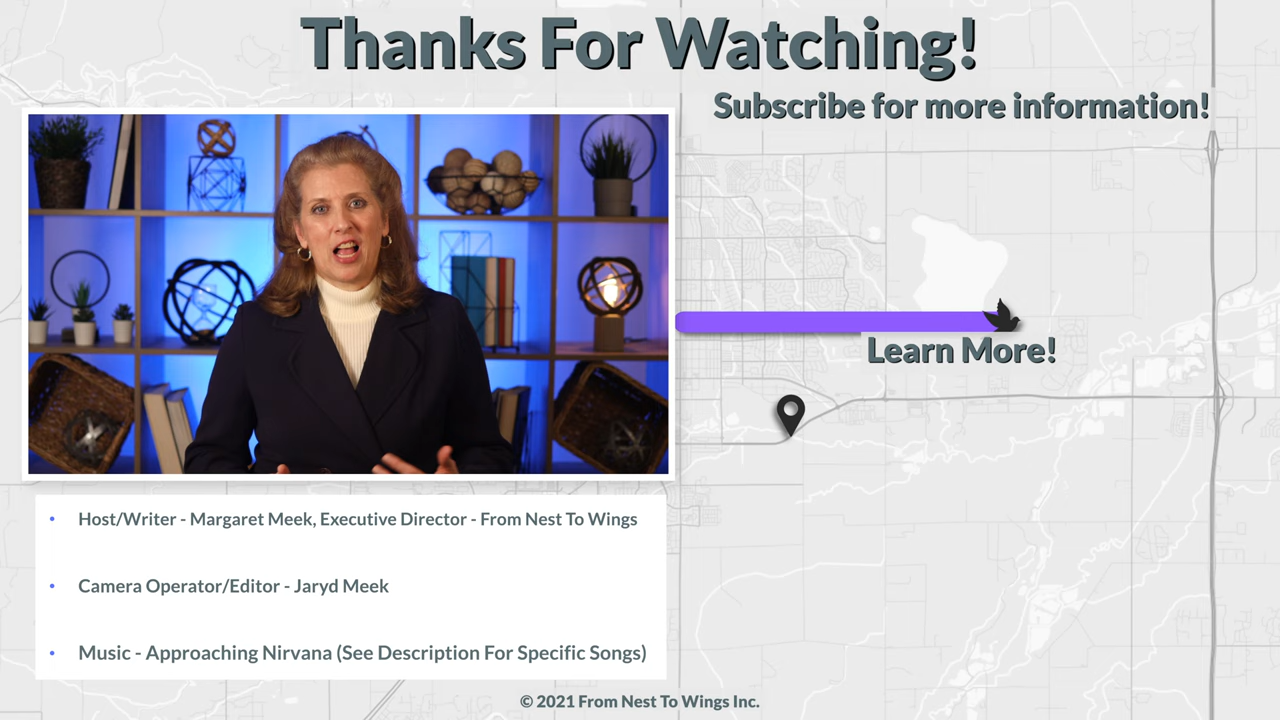 Thanks For Watching!
Subscribe for more information!
Learn More!
• Host/Writer - Margaret Meek, Executive Director - From Nest To Wings
• Camera Operator/Editor - Jaryd Meek
• Music - Approaching Nirvana (See Description For Specific Songs)
© 2021 From Nest To Wings Inc.